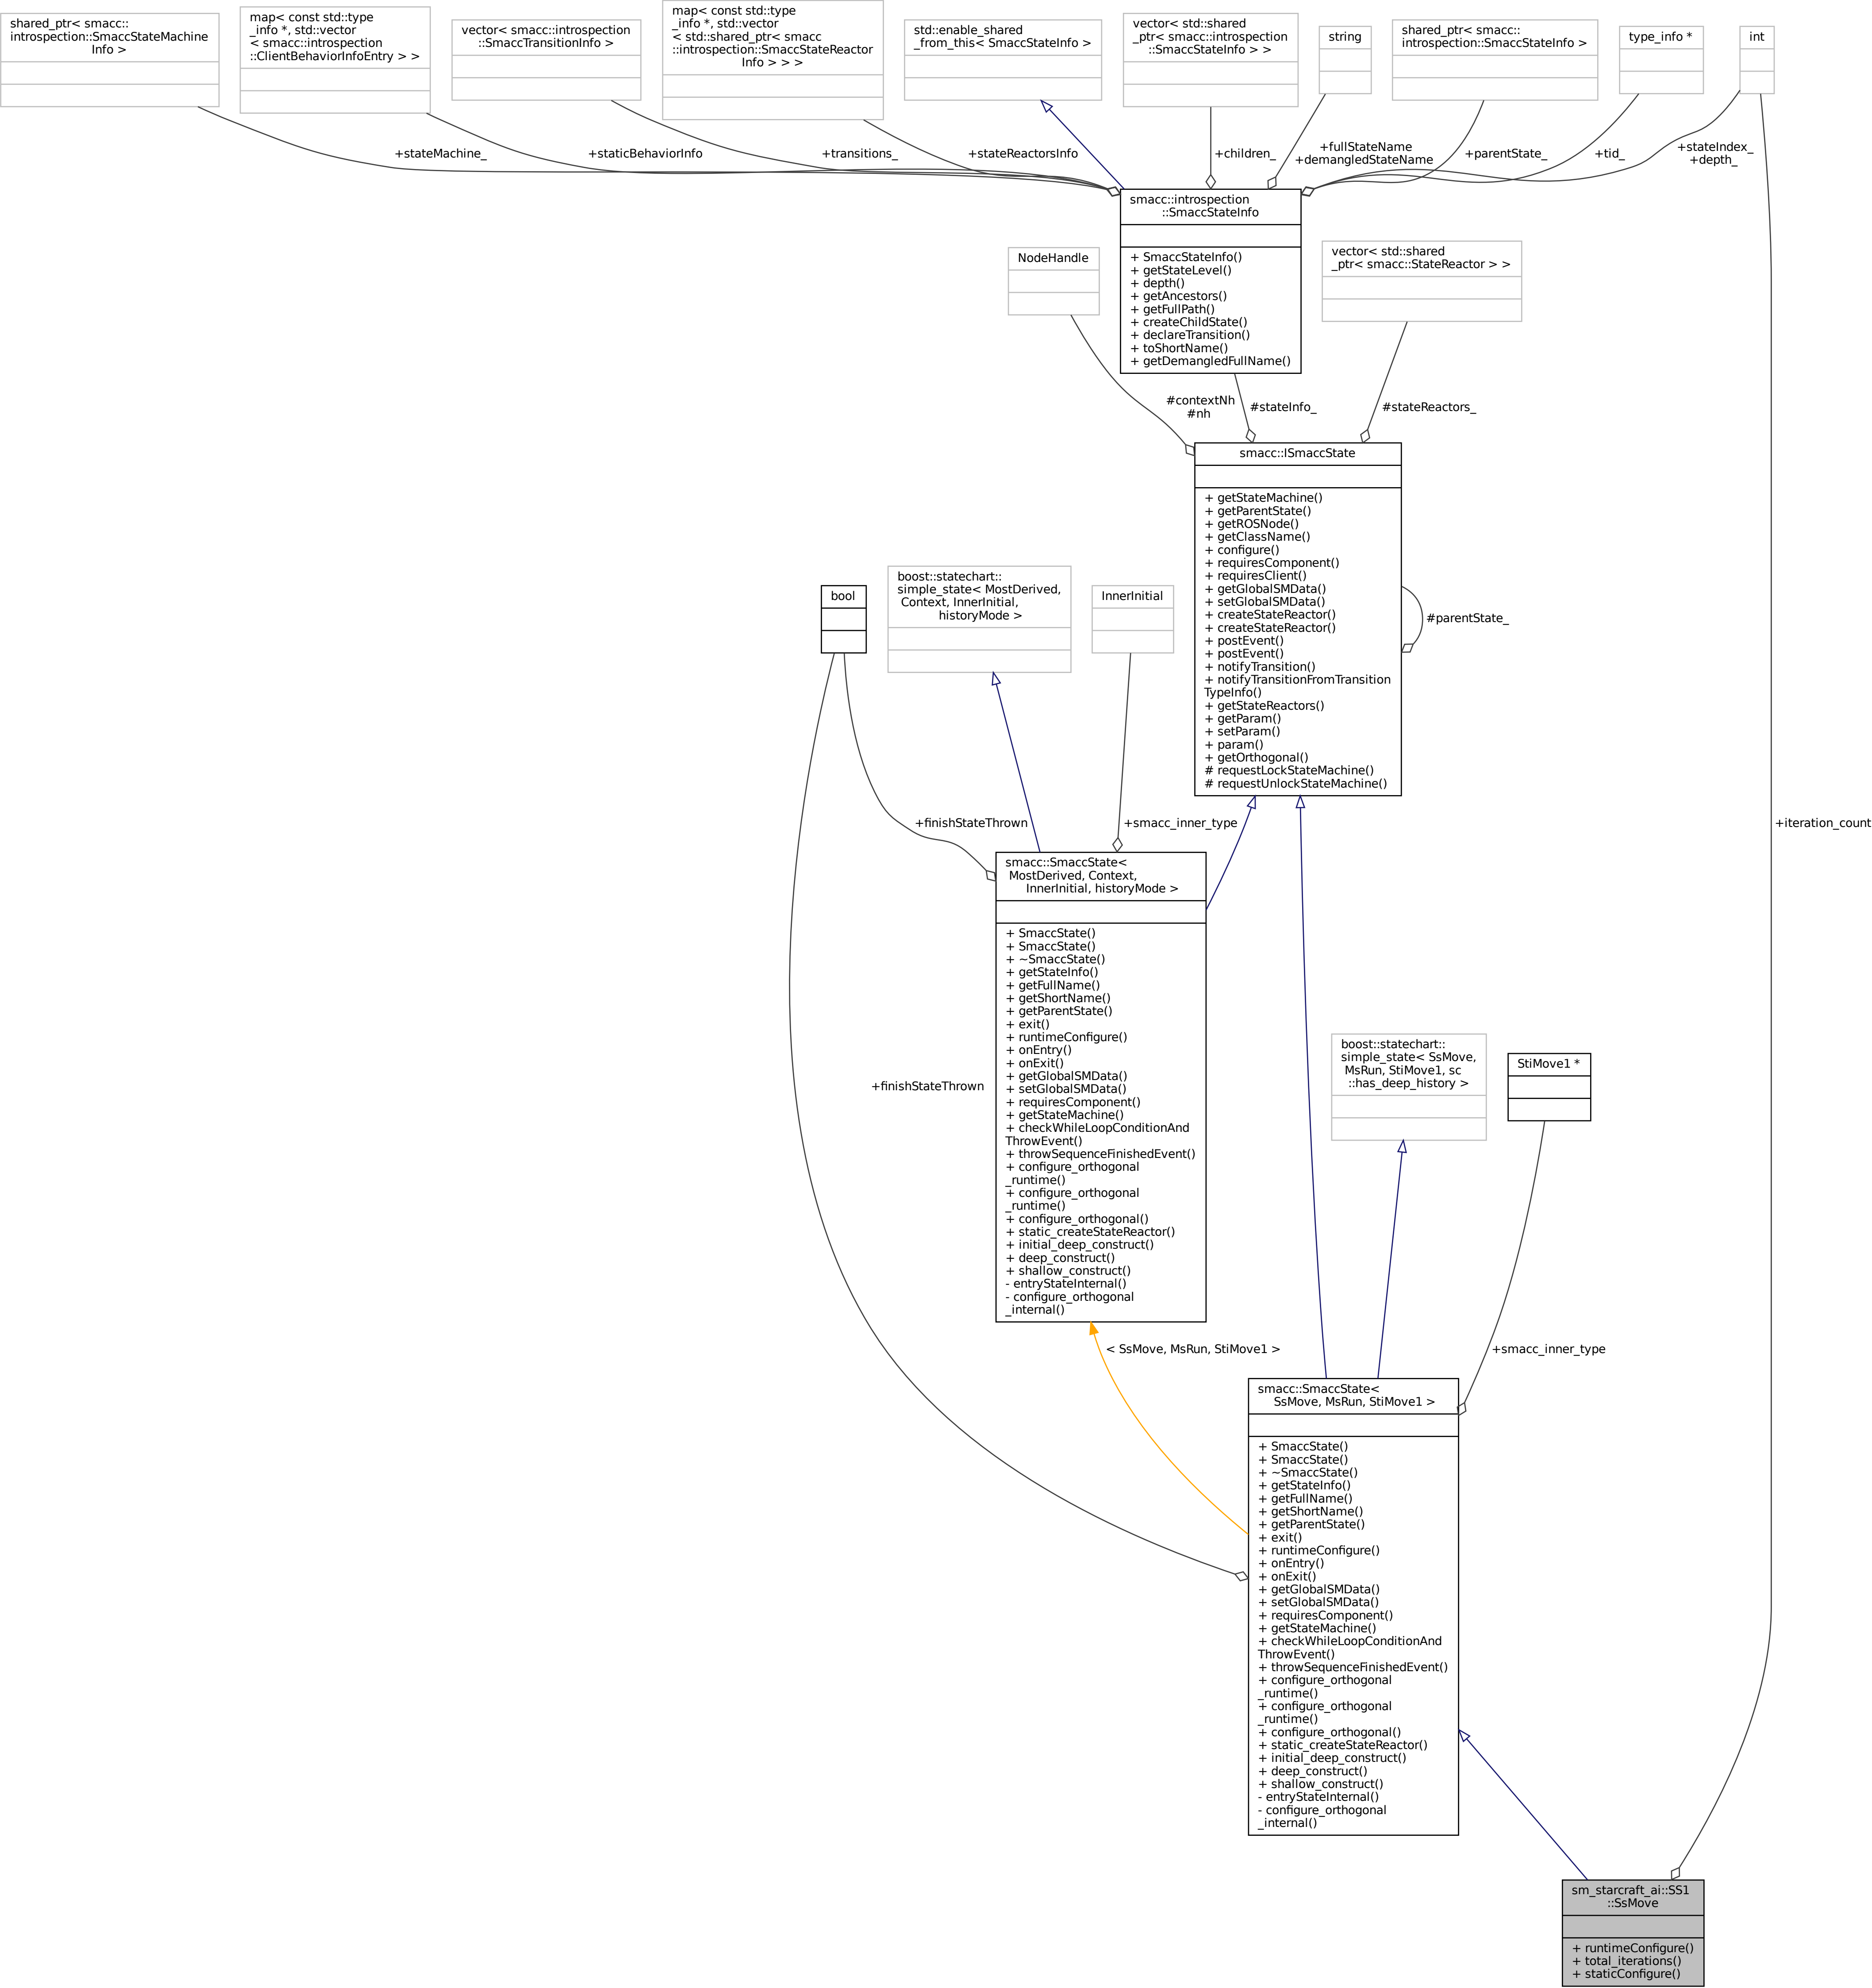 shared_ptr< smacc::
introspection::SmaccStateMachine
Info >
map< const std::type
_info *, std::vector
< smacc::introspection
::ClientBehaviorInfoEntry > >
vector< smacc::introspection
::SmaccTransitionInfo >
map< const std::type
_info *, std::vector
< std::shared_ptr< smacc
::introspection::SmaccStateReactor
Info > > >
std::enable_shared
_from_this< SmaccStateInfo >
vector< std::shared
_ptr< smacc::introspection
::SmaccStateInfo > >
string
shared_ptr< smacc::
introspection::SmaccStateInfo >
type_info *
int
+stateMachine_
+staticBehaviorInfo
+transitions_
+stateReactorsInfo
+children_
+fullStateName
+demangledStateName
+parentState_
+tid_
+stateIndex_
+depth_
smacc::introspection
::SmaccStateInfo
+ SmaccStateInfo()
+ getStateLevel()
+ depth()
+ getAncestors()
+ getFullPath()
+ createChildState()
+ declareTransition()
+ toShortName()
+ getDemangledFullName()
NodeHandle
vector< std::shared
_ptr< smacc::StateReactor > >
#contextNh
#nh
#stateInfo_
#stateReactors_
smacc::ISmaccState
+ getStateMachine()
+ getParentState()
+ getROSNode()
+ getClassName()
+ configure()
+ requiresComponent()
+ requiresClient()
+ getGlobalSMData()
+ setGlobalSMData()
+ createStateReactor()
+ createStateReactor()
+ postEvent()
+ postEvent()
+ notifyTransition()
+ notifyTransitionFromTransition
TypeInfo()
+ getStateReactors()
+ getParam()
+ setParam()
+ param()
+ getOrthogonal()
# requestLockStateMachine()
# requestUnlockStateMachine()
#parentState_
bool
boost::statechart::
simple_state< MostDerived,
Context, InnerInitial,
historyMode >
InnerInitial
+finishStateThrown
+smacc_inner_type
+iteration_count
smacc::SmaccState<
MostDerived, Context,
InnerInitial, historyMode >
+ SmaccState()
+ SmaccState()
+ ~SmaccState()
+ getStateInfo()
+ getFullName()
+ getShortName()
+ getParentState()
+ exit()
+ runtimeConfigure()
+ onEntry()
+ onExit()
+ getGlobalSMData()
+ setGlobalSMData()
+ requiresComponent()
+ getStateMachine()
+ checkWhileLoopConditionAnd
ThrowEvent()
+ throwSequenceFinishedEvent()
+ configure_orthogonal
_runtime()
+ configure_orthogonal
_runtime()
+ configure_orthogonal()
+ static_createStateReactor()
+ initial_deep_construct()
+ deep_construct()
+ shallow_construct()
- entryStateInternal()
- configure_orthogonal
_internal()
+finishStateThrown
boost::statechart::
simple_state< SsMove,
MsRun, StiMove1, sc
::has_deep_history >
StiMove1 *
< SsMove, MsRun, StiMove1 >
+smacc_inner_type
smacc::SmaccState<
SsMove, MsRun, StiMove1 >
+ SmaccState()
+ SmaccState()
+ ~SmaccState()
+ getStateInfo()
+ getFullName()
+ getShortName()
+ getParentState()
+ exit()
+ runtimeConfigure()
+ onEntry()
+ onExit()
+ getGlobalSMData()
+ setGlobalSMData()
+ requiresComponent()
+ getStateMachine()
+ checkWhileLoopConditionAnd
ThrowEvent()
+ throwSequenceFinishedEvent()
+ configure_orthogonal
_runtime()
+ configure_orthogonal
_runtime()
+ configure_orthogonal()
+ static_createStateReactor()
+ initial_deep_construct()
+ deep_construct()
+ shallow_construct()
- entryStateInternal()
- configure_orthogonal
_internal()
sm_starcraft_ai::SS1
::SsMove
+ runtimeConfigure()
+ total_iterations()
+ staticConfigure()